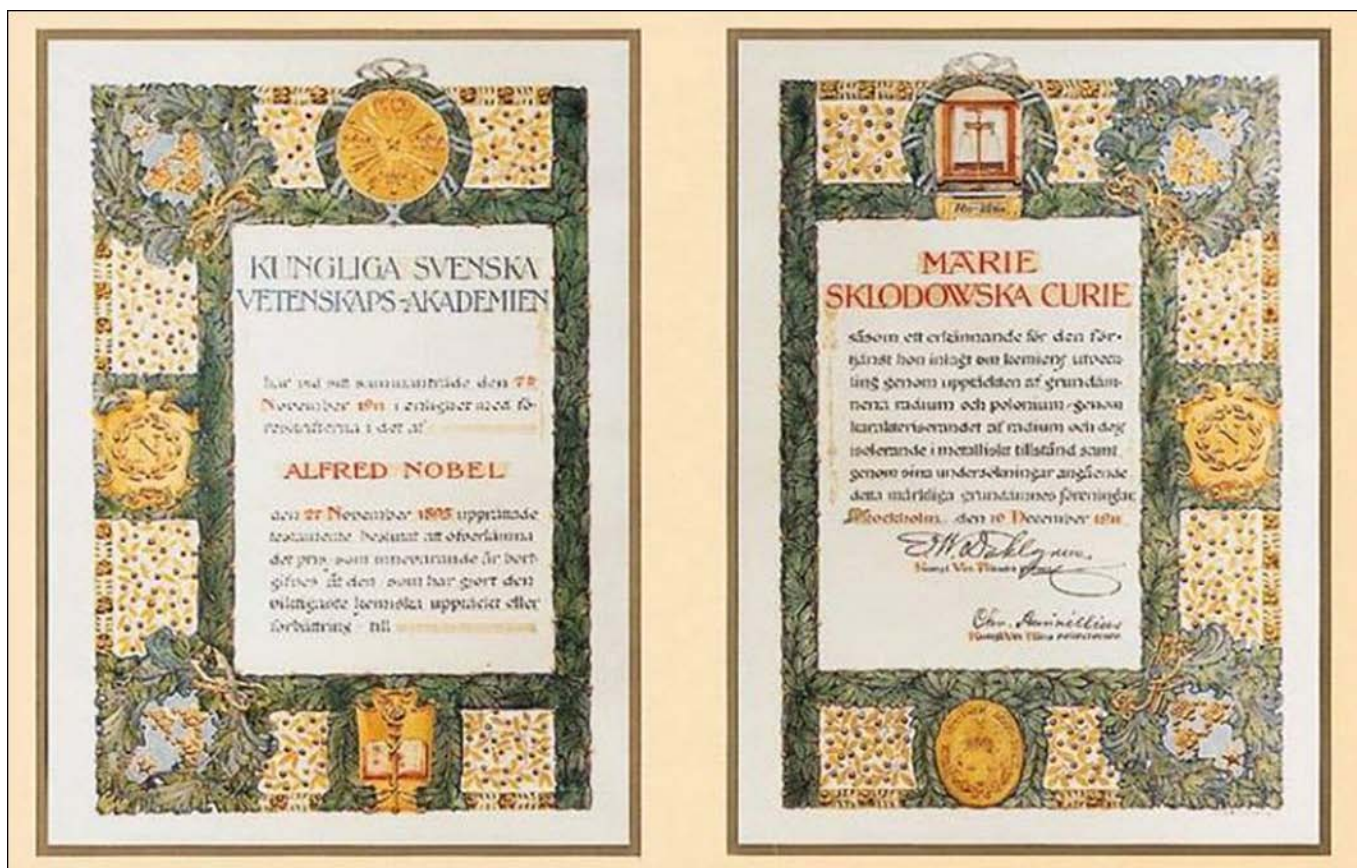 KUNGLIGA SVENSKA
VETENSKAPS-AKADEMIEN
har vid sitt sammanträde den
November 1911 i enlighet med fö-
reskrifterna i det af
ALFRED NOBEL
den 27 November 1895 upprättade
testamente beslutat att öfverlämna
det pris, som innevarande år bort-
gifves "åt den, som har gjort den
viktigaste kemiska upptäckt eller
förbättring" till
MARIE
SKLODOWSKA CURIE
såsom ett erkännande för den för-
tjänst hon inlagt om kemiens utveck-
ling genom upptäckten af grundäm-
nena radium och polonium, genom
karakteriserandet af radium och dess
isolerande i metalliskt tillstånd samt
genom sina undersökningar angående
detta märkliga grundämnes föreningar.
Stockholm den 10 December 1911
E.W. Dahlgren